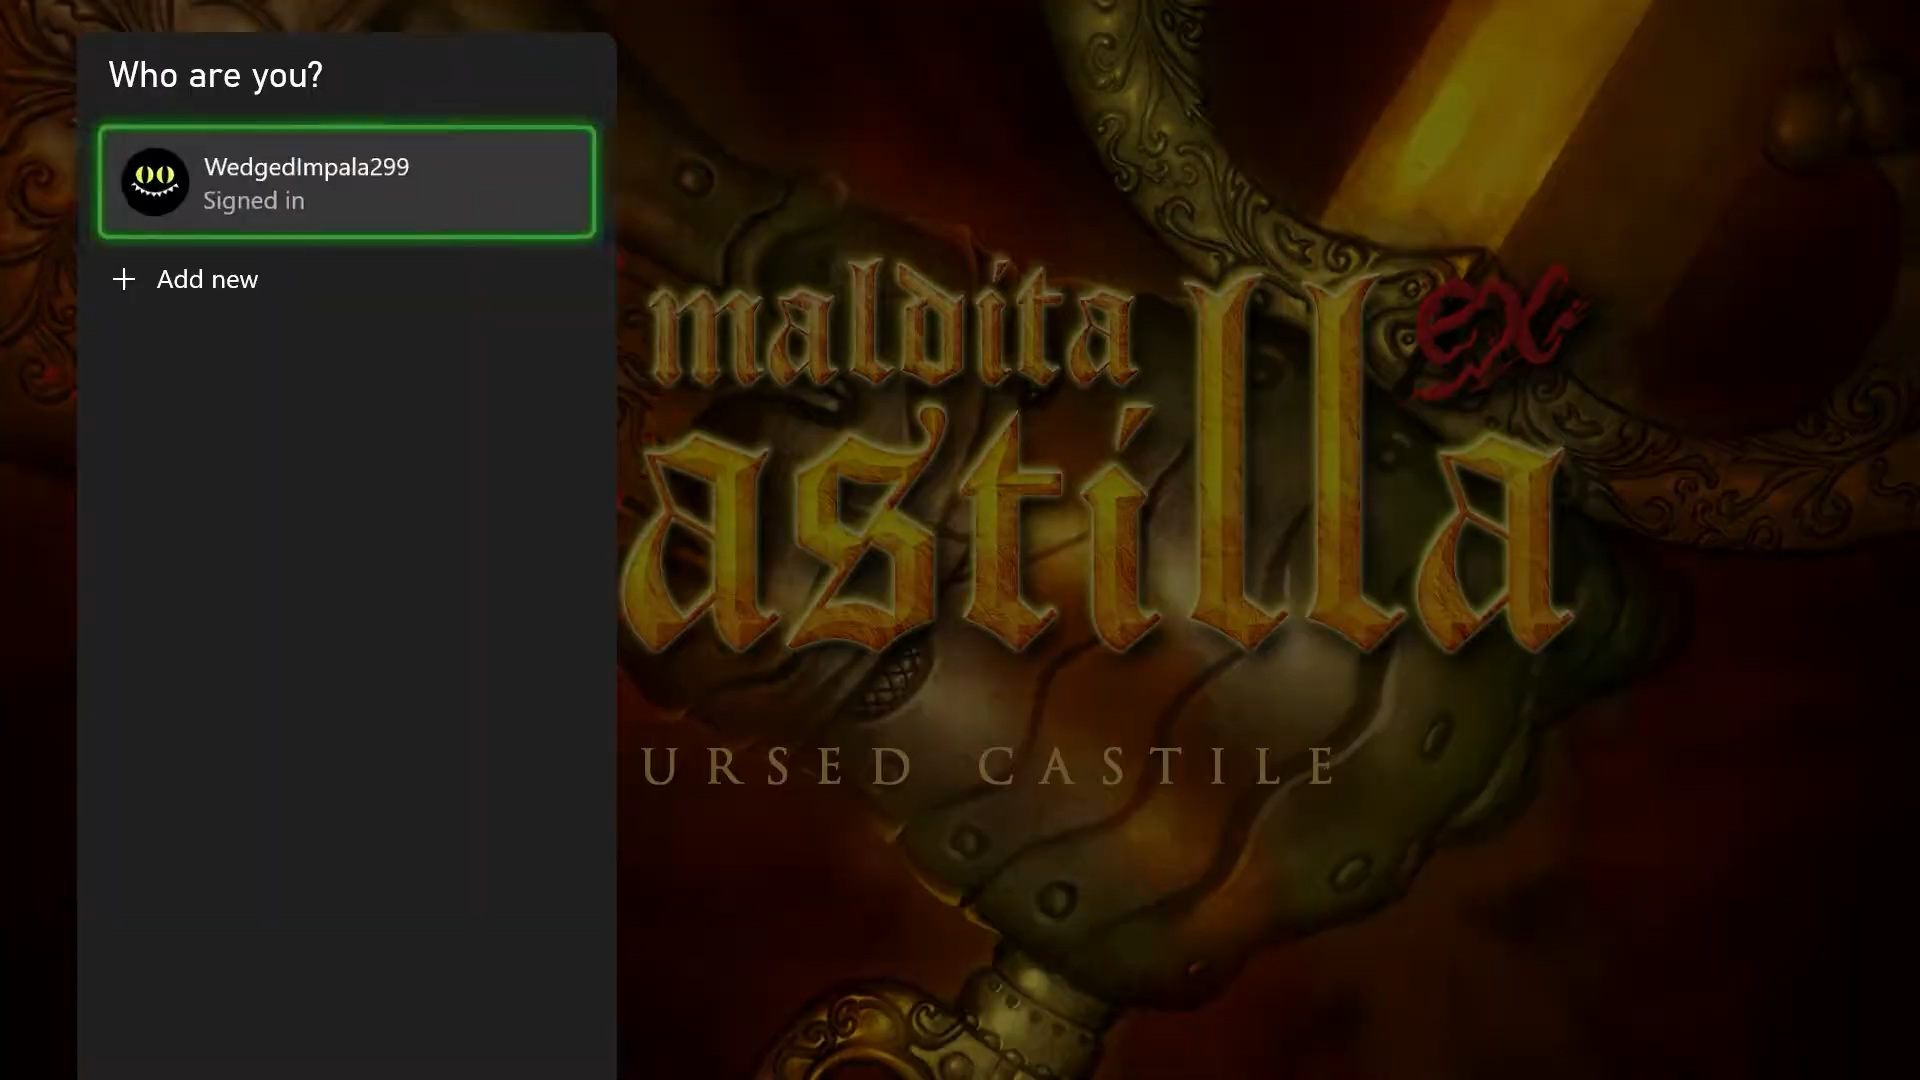 Who are you?
WedgedImpala299
Signed in
Add new
maldita
astilla
ex
URSED CASTILE